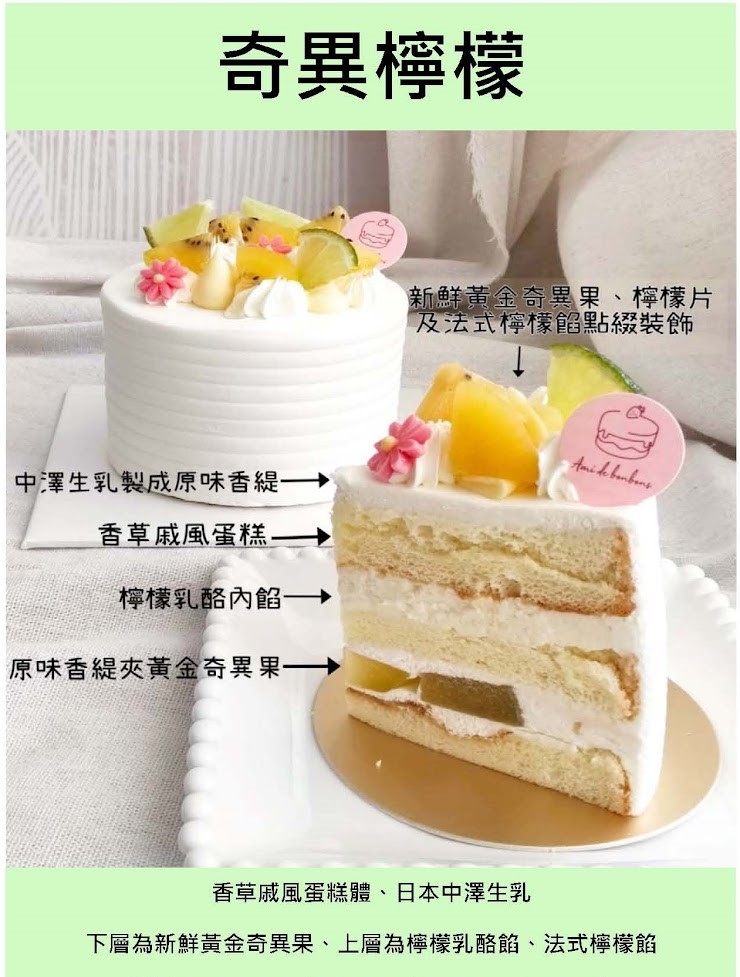 奇異檸檬
新鮮黃金奇異果、檸檬片
及法式檸檬餡點綴裝飾
Ami de bonbons
中澤生乳製成原味香緹
香草戚風蛋糕
檸檬乳酪內餡
原味香緹夾黃金奇異果
香草戚風蛋糕體、日本中澤生乳
下層為新鮮黃金奇異果、上層為檸檬乳酪餡、法式檸檬餡